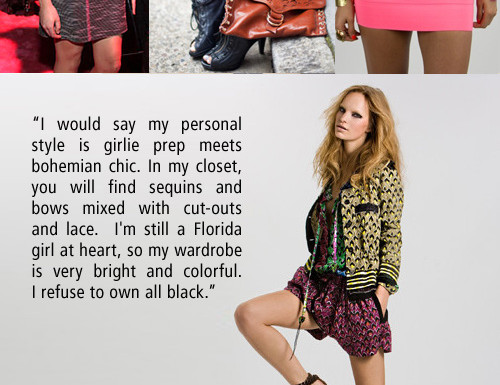 “I would say my personal
style is girlie prep meets
bohemian chic. In my closet,
you will find sequins and
bows mixed with cut-outs
and lace. I'm still a Florida
girl at heart, so my wardrobe
is very bright and colorful.
I refuse to own all black.”